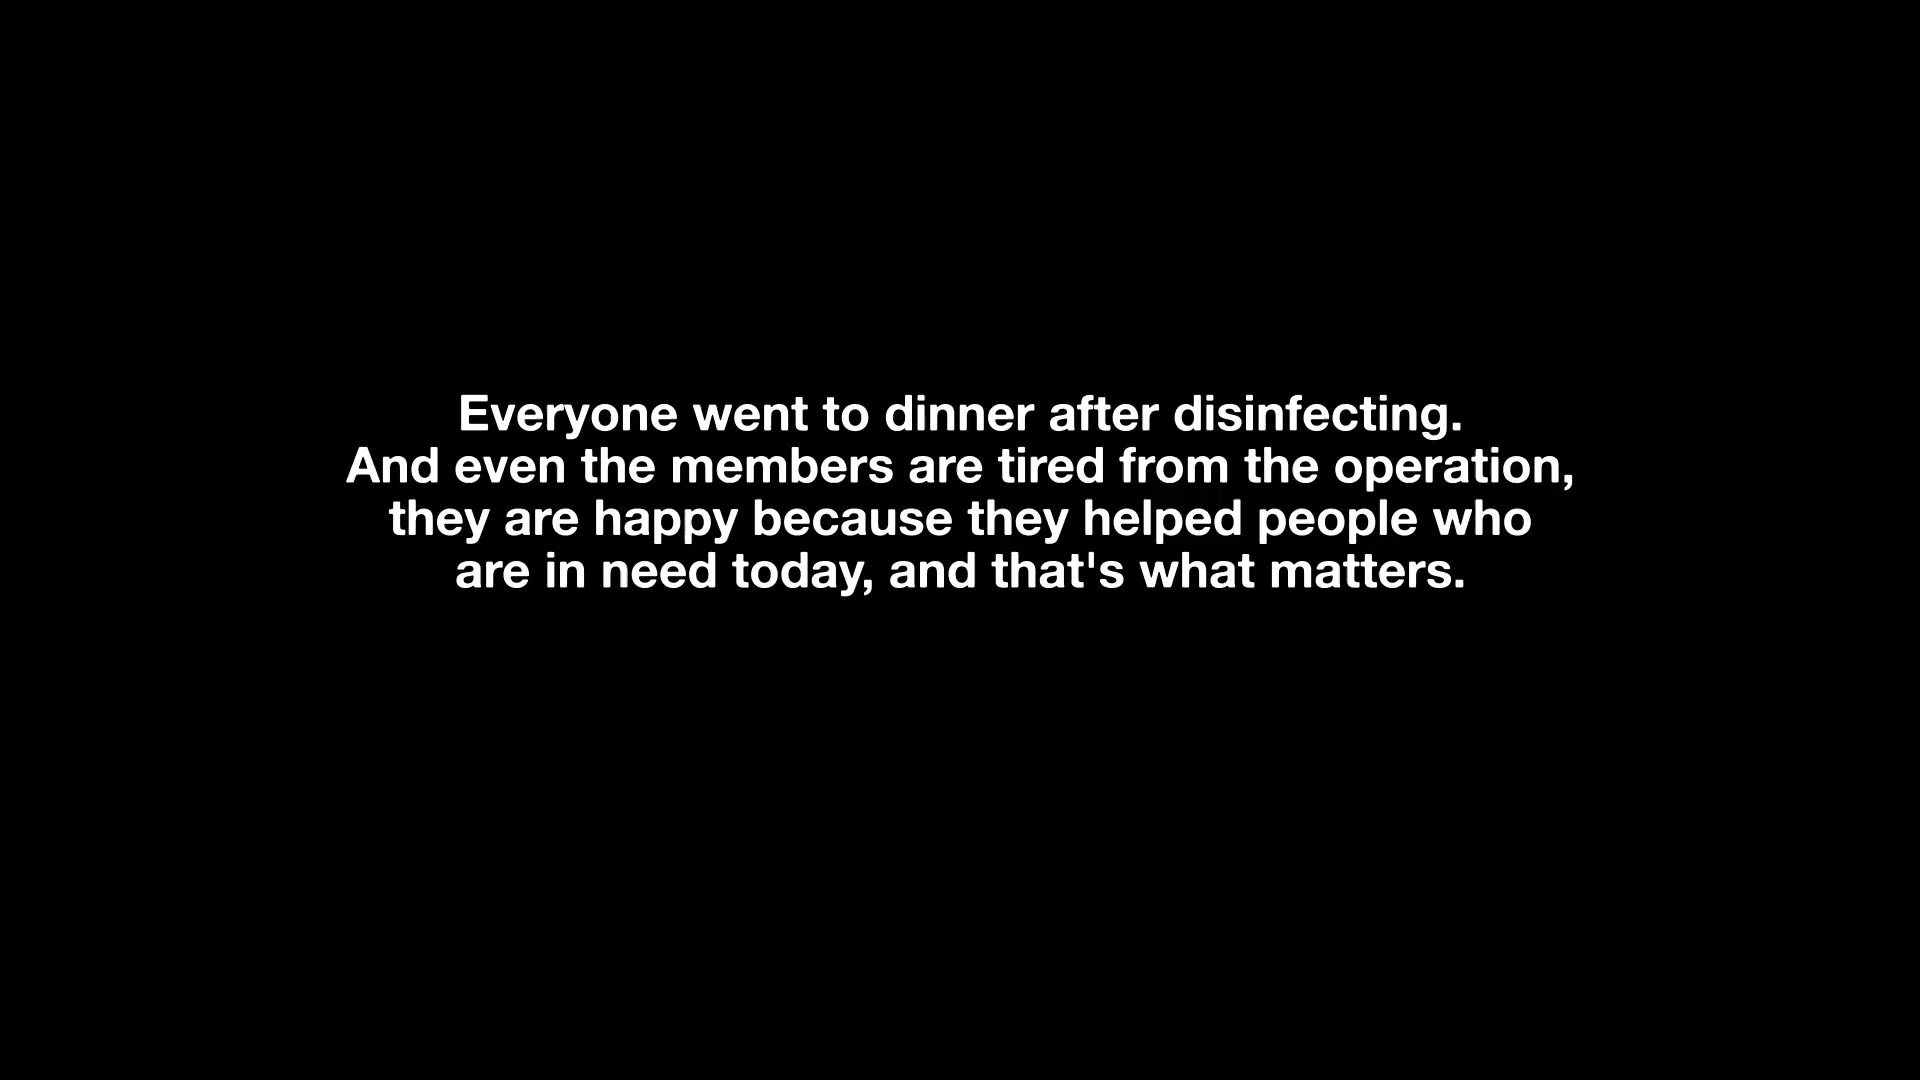 Everyone went to dinner after disinfecting.
And even the members are tired from the operation,
they are happy because they helped people who
are in need today, and that's what matters.